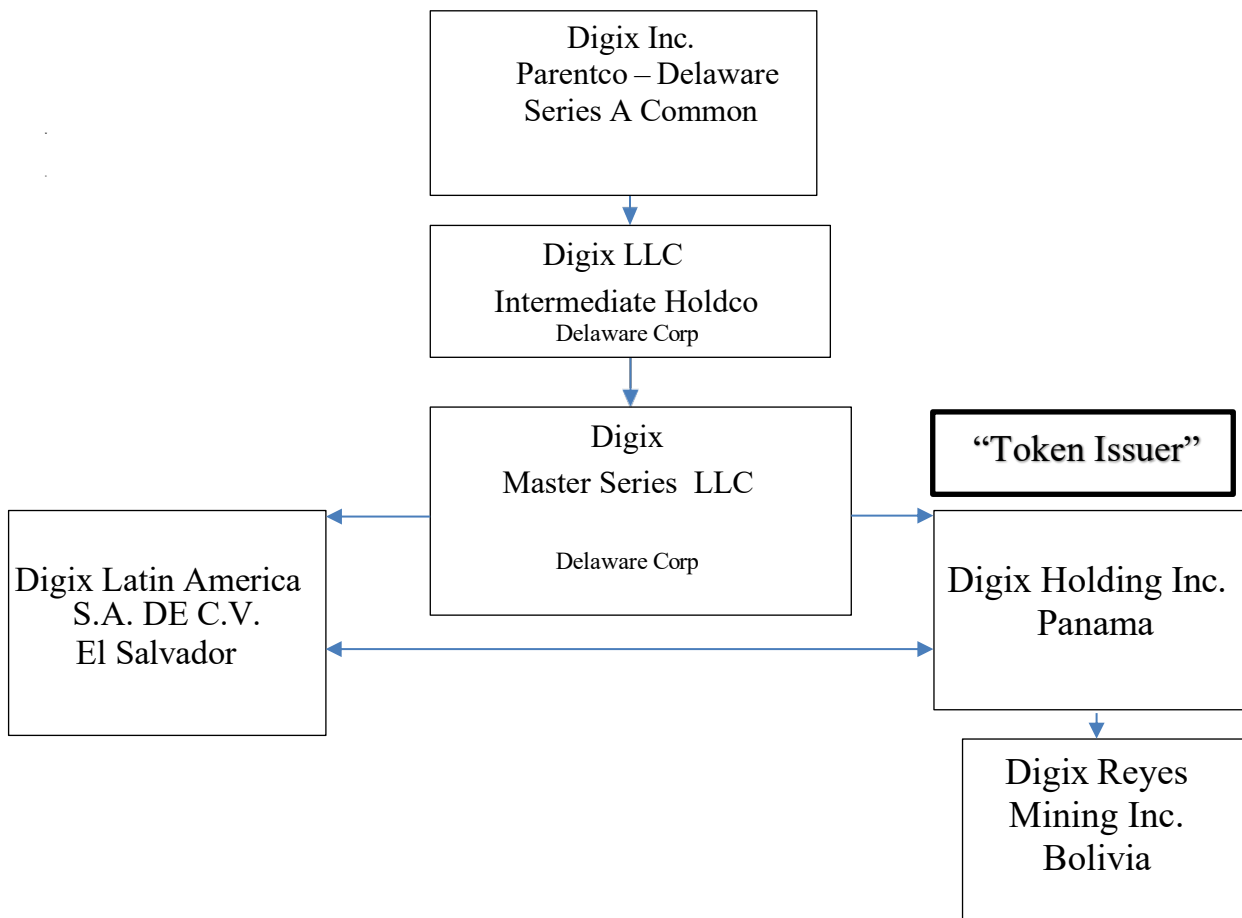 Digix Inc.
Parentco – Delaware
Series A Common
Digix LLC
Intermediate Holdco
Delaware Corp
Digix
Master Series LLC
Delaware Corp
“Token Issuer”
Digix Latin America
S.A. DE C.V.
El Salvador
Digix Holding Inc.
Panama
Digix Reyes
Mining Inc.
Bolivia